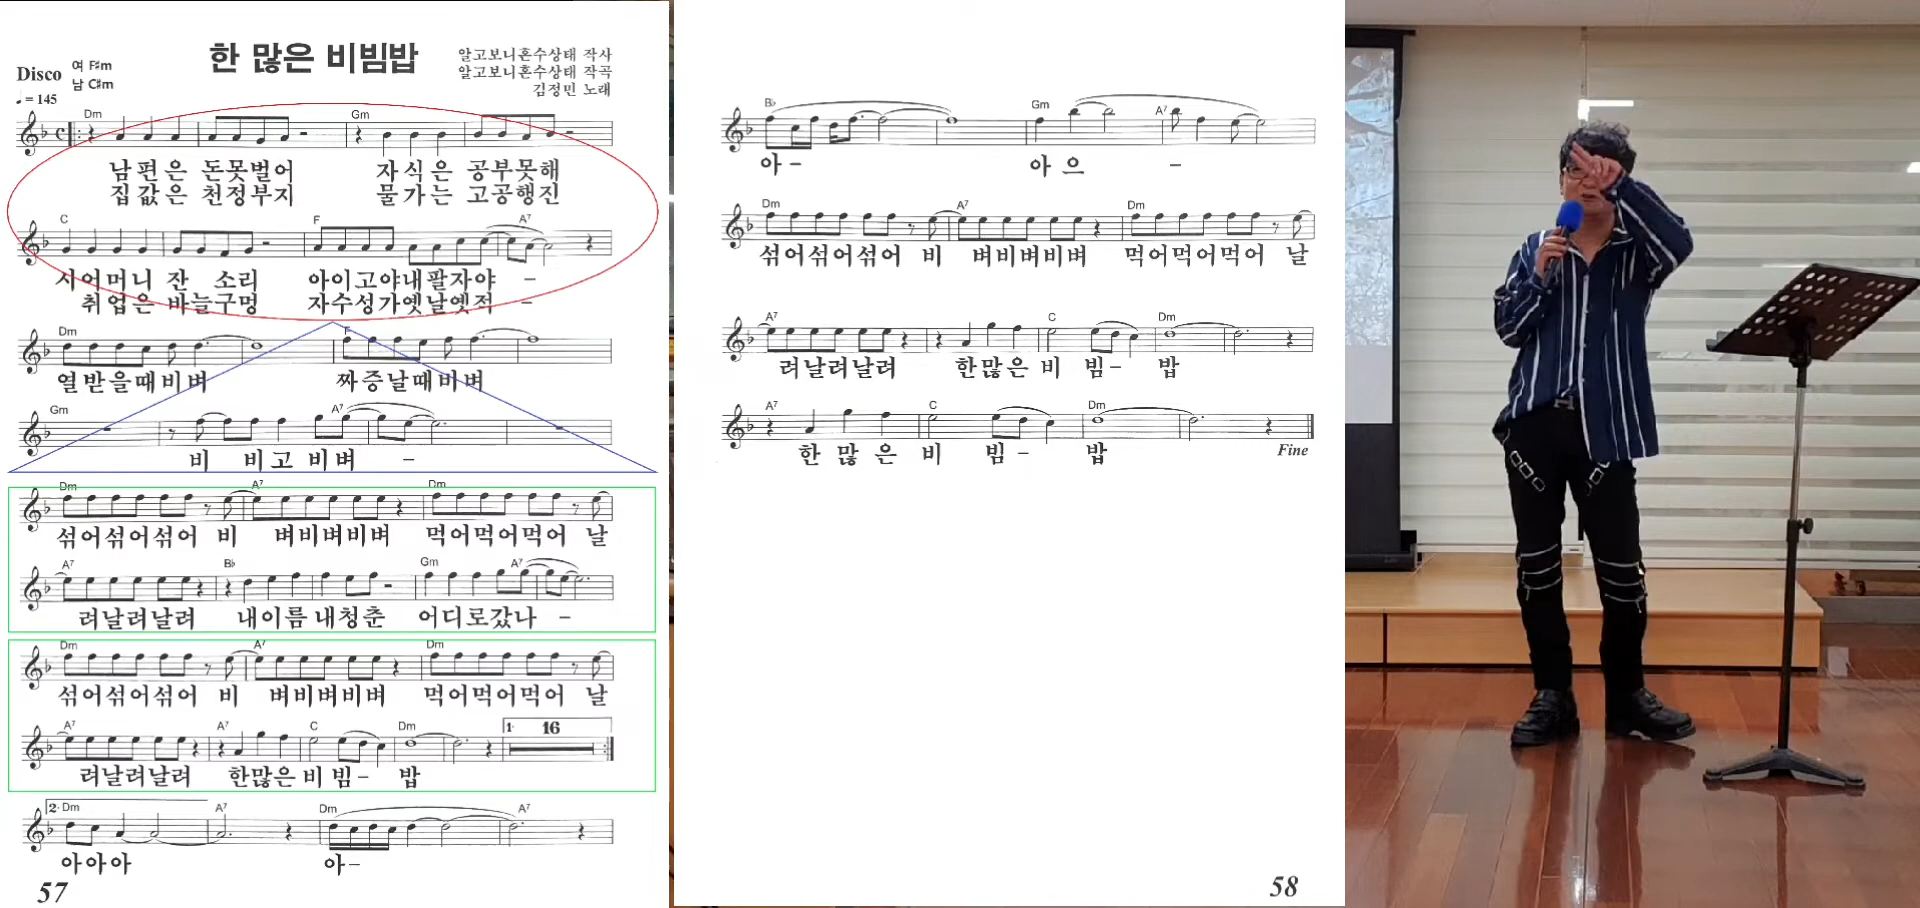 한 많은 비빔밥
Disco
여 F#m
남 C#m
♩= 145
알고보니혼수상태 작사
알고보니혼수상태 작곡
김정민 노래
Dm Gm
남편은 돈못벌어 자식은 공부못해
집값은 천정부지 물가는 고공행진
C F A7
시어머니 잔 소리 아이고야내팔자야 -
취업은 바늘구멍 자수성가옛날옛적 -
Dm F
열받을때비벼 짜증날때비벼
Gm A7
비 비고 비벼 -
Dm A7 Dm
섞어섞어섞어 비 벼비벼비벼 먹어먹어먹어 날
A7 B♭ Gm A7
려날려날려 내이름내청춘 어디로갔나 -
Dm A7 Dm
섞어섞어섞어 비 벼비벼비벼 먹어먹어먹어 날
A7 A7 C Dm 1. 16
려날려날려 한많은비빔- 밥
2. Dm A7 Dm A7
아아아 아-
57
B♭ Gm A7
아- 아으 -
Dm A7 Dm
섞어섞어섞어 비 벼비벼비벼 먹어먹어먹어 날
A7 C Dm
려날려날려 한많은비 빔- 밥
A7 C Dm
한 많 은 비 빔- 밥
Fine
58